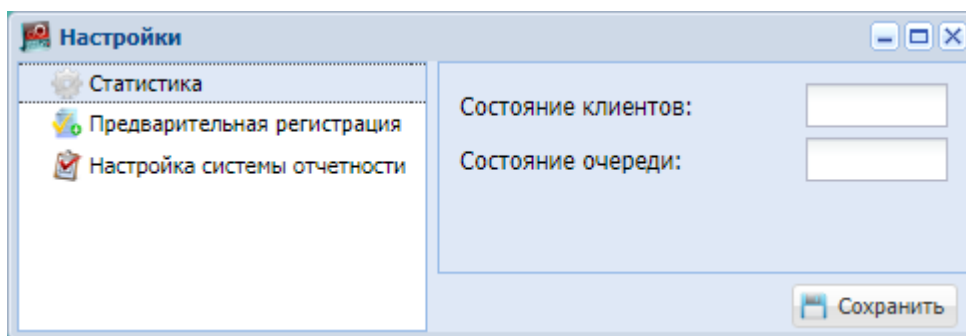 Настройки
Статистика
Предварительная регистрация
Настройка системы отчетности
Состояние клиентов:
Состояние очереди:
Сохранить